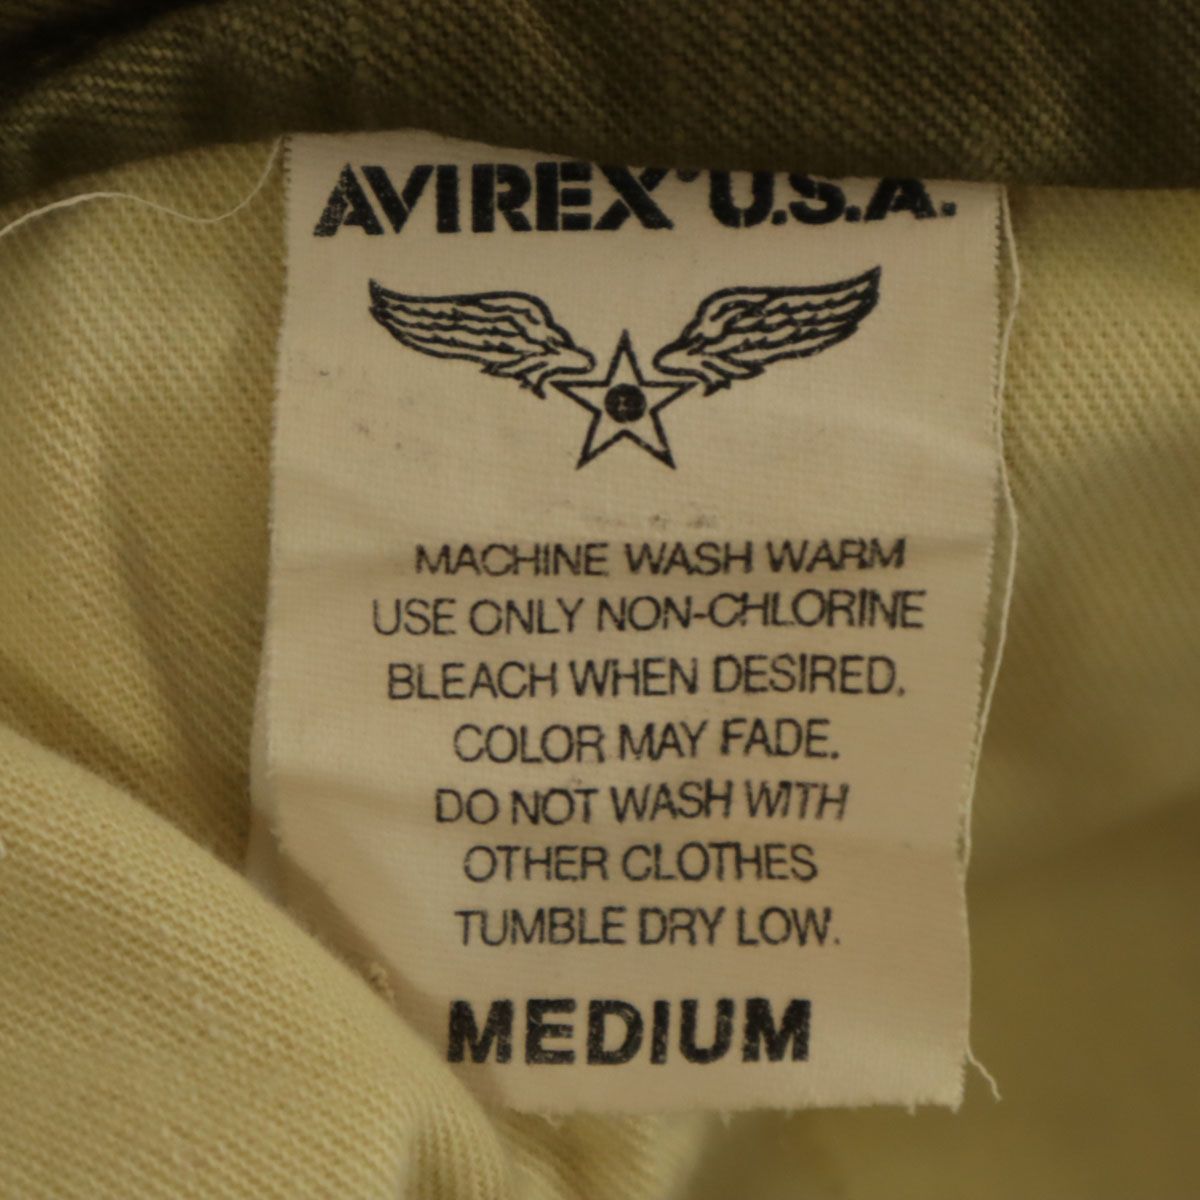 AVIREX U.S.A.
MACHINE WASH WARM
USE ONLY NON-CHLORINE
BLEACH WHEN DESIRED.
COLOR MAY FADE.
DO NOT WASH WITH
OTHER CLOTHES
TUMBLE DRY LOW.
MEDIUM